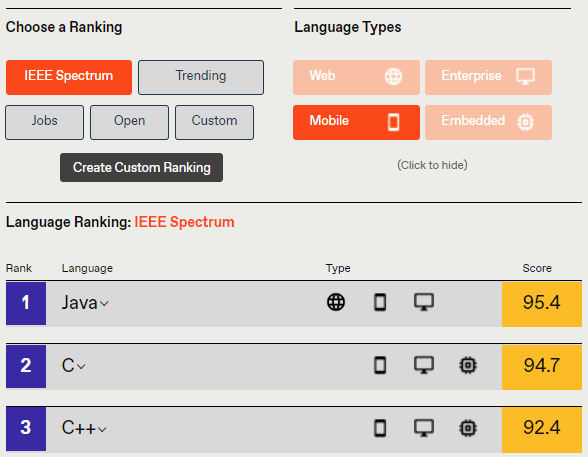 Choose a Ranking
Language Types
IEEE Spectrum
Trending
Web
Enterprise
Jobs
Open
Custom
Mobile
Embedded
Create Custom Ranking
(Click to hide)
Language Ranking: IEEE Spectrum
Rank Language Type Score
1 Java 95.4
2 C 94.7
3 C++ 92.4